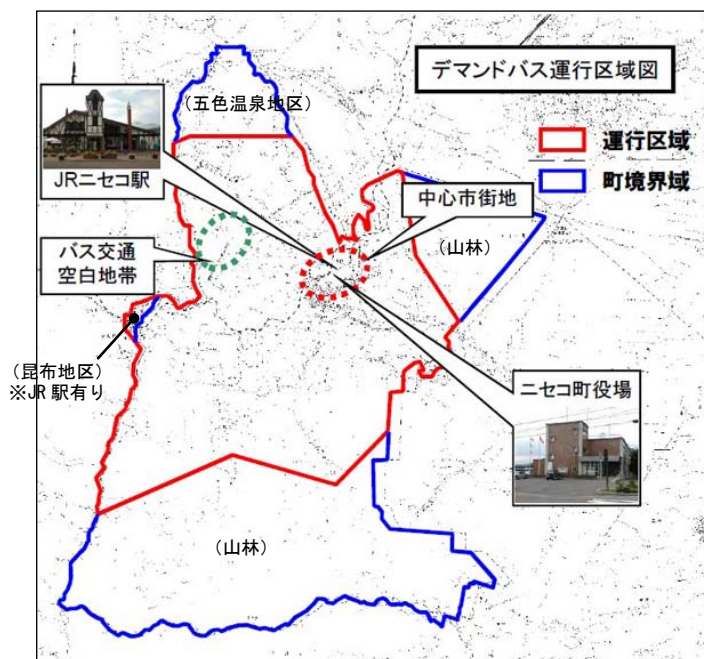 デマンドバス運行区域図
(五色温泉地区)
運行区域
町境界域
JRニセコ駅
中心市街地
(山林)
バス交通
空白地帯
(昆布地区)
※JR駅有り
ニセコ町役場
(山林)